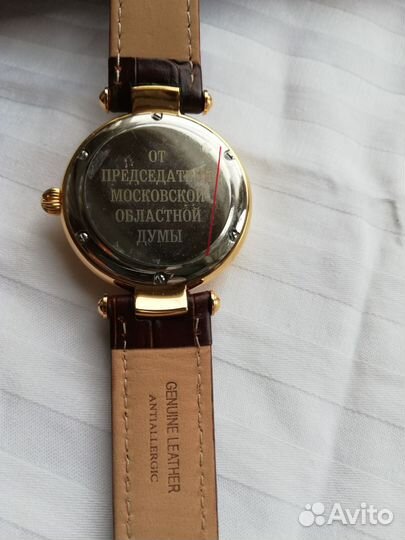 ОТ
ПРЕДСЕДАТЕЛЯ
МОСКОВСКОЙ
ОБЛАСТНОЙ
ДУМЫ
GENUINE LEATHER
ANTIALLERGIC
Avito